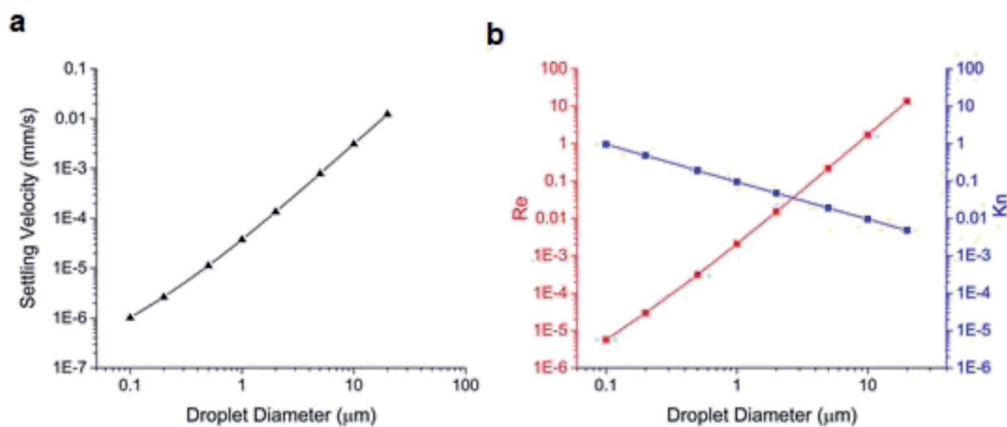 a
b
Settling Velocity (mm/s)
0.1
0.01
1E-3
1E-4
1E-5
1E-6
1E-7
0.1
1
10
100
Droplet Diameter (μm)
Re
100
10
1
0.1
0.01
1E-3
1E-4
1E-5
1E-6
0.1
1
10
Droplet Diameter (μm)
100
10
1
0.1
0.01
1E-3
1E-4
1E-5
1E-6
Kn